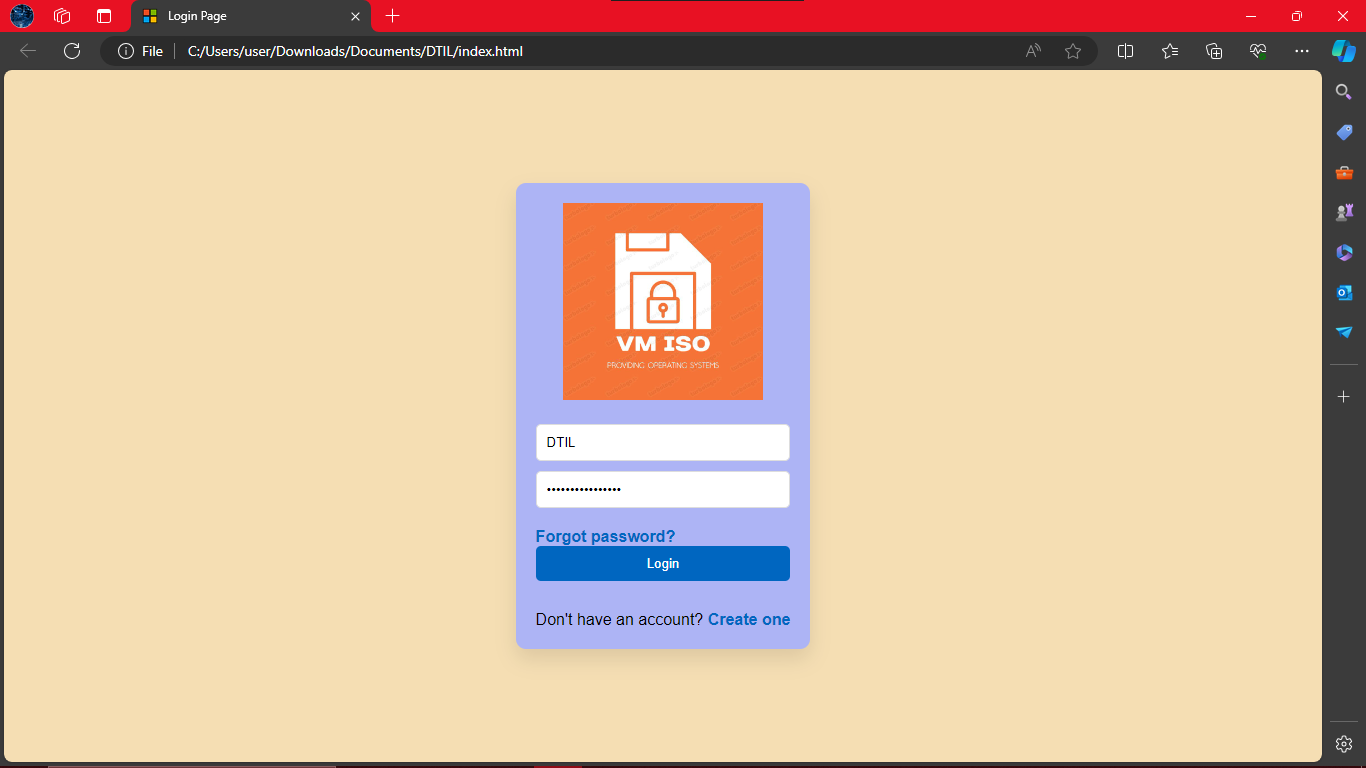 Login Page
File
C:/Users/user/Downloads/Documents/DTIL/index.html
VM ISO
PROVIDING OPERATING SYSTEMS
DTIL
••••••••••••••••
Forgot password?
Login
Don't have an account? Create one